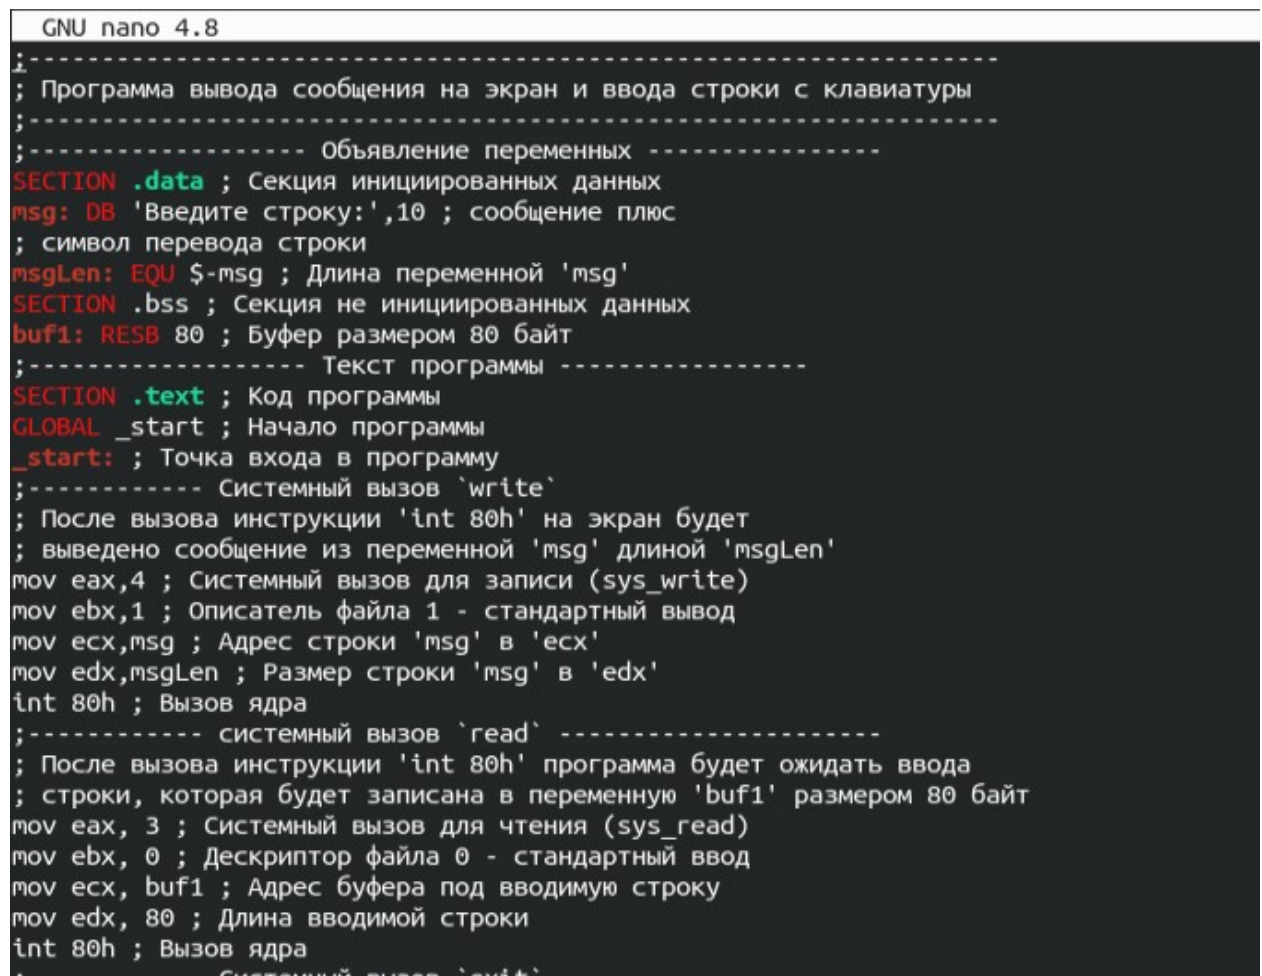 GNU nano 4.8
;-------------------------------------------------------------------
; Программа вывода сообщения на экран и ввода строки с клавиатуры
;-------------------------------------------------------------------
;------------------- Объявление переменных ----------------
SECTION .data ; Секция инициированных данных
msg: DB 'Введите строку:',10 ; сообщение плюс
; символ перевода строки
msgLen: EQU $-msg ; Длина переменной 'msg'
SECTION .bss ; Секция не инициированных данных
buf1: RESB 80 ; Буфер размером 80 байт
;------------------- Текст программы -----------------
SECTION .text ; Код программы
GLOBAL _start ; Начало программы
_start: ; Точка входа в программу
;------------ Системный вызов `write`
; После вызова инструкции 'int 80h' на экран будет
; выведено сообщение из переменной 'msg' длиной 'msgLen'
mov eax,4 ; Системный вызов для записи (sys_write)
mov ebx,1 ; Описатель файла 1 - стандартный вывод
mov ecx,msg ; Адрес строки 'msg' в 'ecx'
mov edx,msgLen ; Размер строки 'msg' в 'edx'
int 80h ; Вызов ядра
;------------ системный вызов `read` ----------------------
; После вызова инструкции 'int 80h' программа будет ожидать ввода
; строки, которая будет записана в переменную 'buf1' размером 80 байт
mov eax, 3 ; Системный вызов для чтения (sys_read)
mov ebx, 0 ; Дескриптор файла 0 - стандартный ввод
mov ecx, buf1 ; Адрес буфера под вводимую строку
mov edx, 80 ; Длина вводимой строки
int 80h ; Вызов ядра
;------------ Системный вызов `exit`